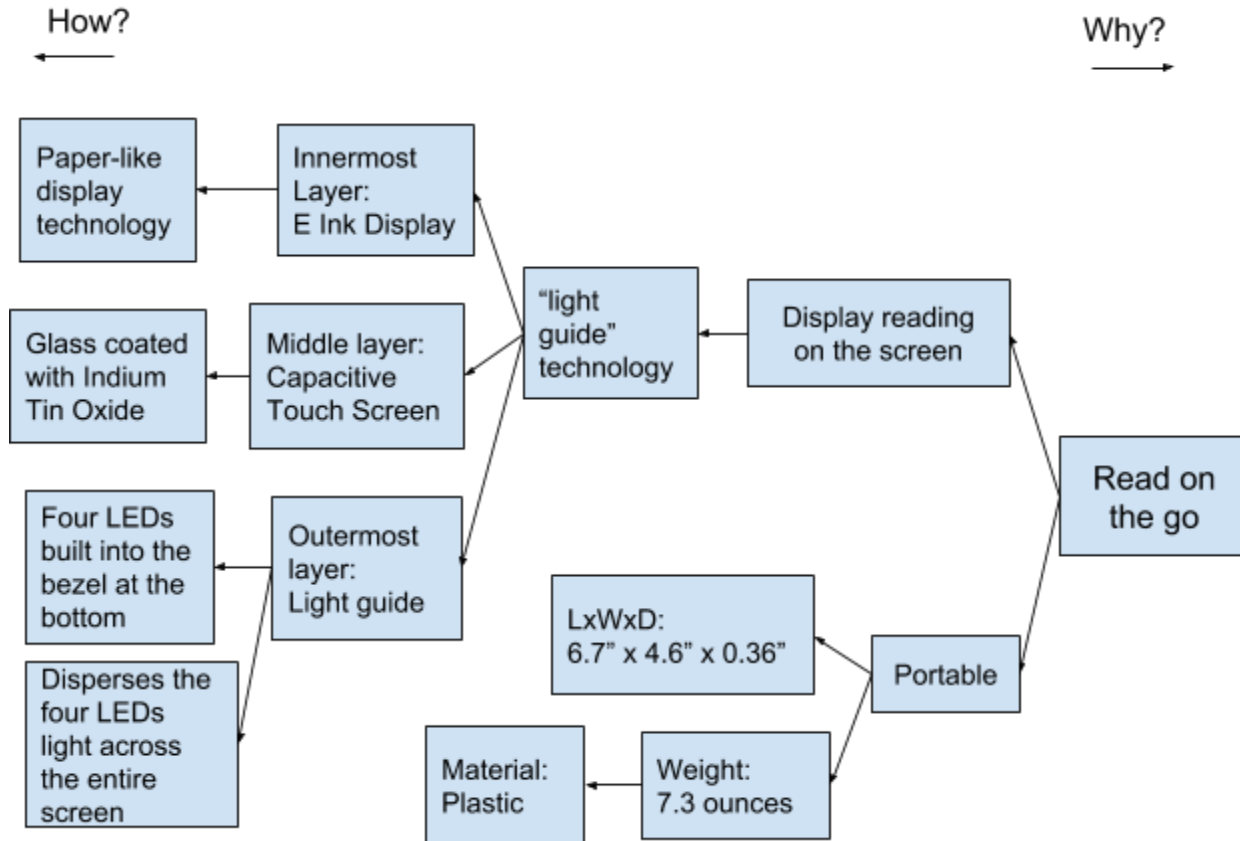 How?
Why?
Paper-like
display
technology
Innermost
Layer:
E Ink Display
“light
guide”
technology
Display reading
on the screen
Glass coated
with Indium
Tin Oxide
Middle layer:
Capacitive
Touch Screen
Read on
the go
Four LEDs
built into the
bezel at the
bottom
Outermost
layer:
Light guide
LxWxD:
6.7” x 4.6” x 0.36”
Portable
Disperses the
four LEDs
light across
the entire
screen
Material:
Plastic
Weight:
7.3 ounces